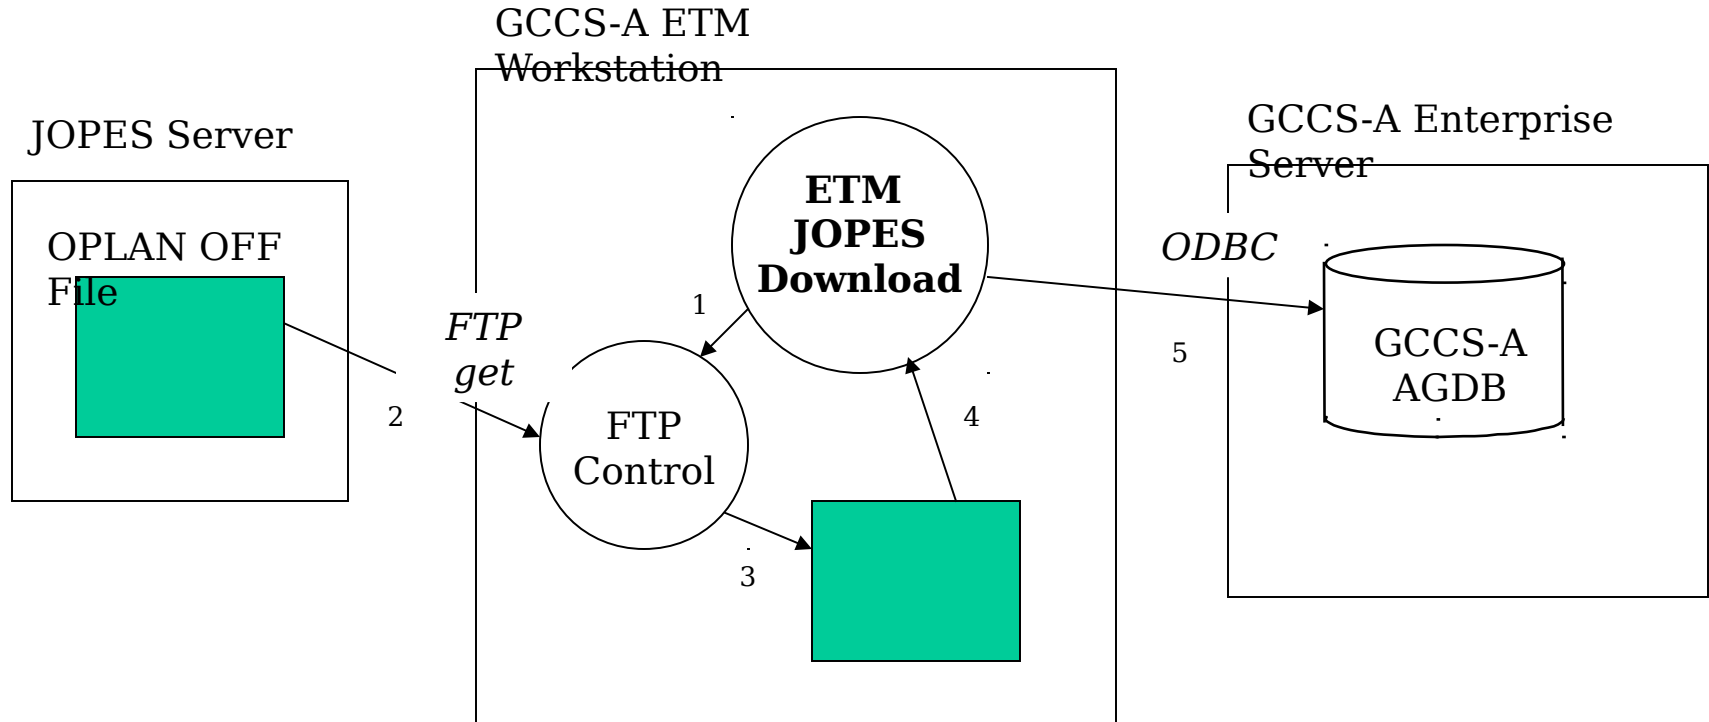 GCCS-A ETM
Workstation
JOPES Server
GCCS-A Enterprise
Server
OPLAN OFF
File
ETM
JOPES
Download
ODBC
1
FTP
get
2
FTP
Control
3
4
5
GCCS-A
AGDB